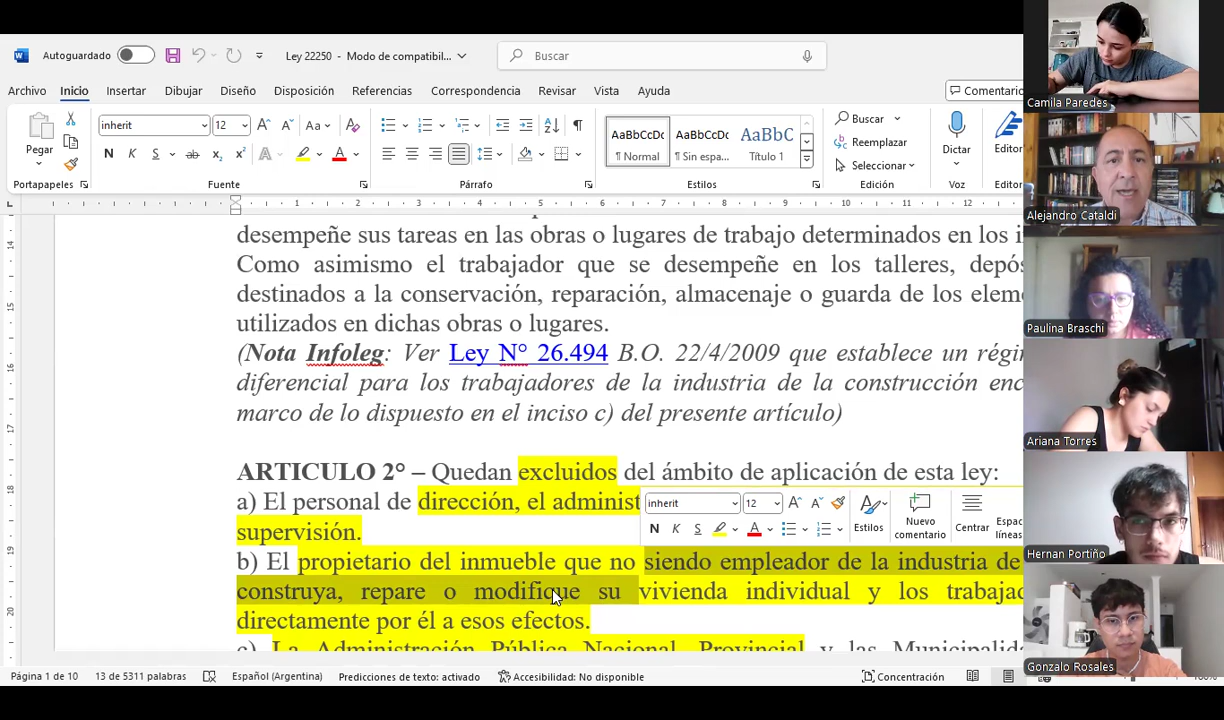 Autoguardado
Ley 22250 - Modo de compatibil...
Buscar
Archivo Inicio Insertar Dibujar Diseño Disposición Referencias Correspondencia Revisar Vista Ayuda Comentario
Pegar
inherit 12 Aa
N K S ab x₂ x² A A
AaBbCcDc AaBbCcDc AaBbC
¶ Normal ¶ Sin espa... Título 1
Buscar
Reemplazar
Seleccionar
Dictar
Editor
Portapapeles Fuente Párrafo Estilos Edición Voz Editor
desempeñe sus tareas en las obras o lugares de trabajo determinados en los i
Como asimismo el trabajador que se desempeñe en los talleres, depó
destinados a la conservación, reparación, almacenaje o guarda de los elem
utilizados en dichas obras o lugares.
(Nota Infoleg: Ver Ley N° 26.494 B.O. 22/4/2009 que establece un régi
diferencial para los trabajadores de la industria de la construcción enc
marco de lo dispuesto en el inciso c) del presente artículo)
ARTICULO 2° – Quedan excluidos del ámbito de aplicación de esta ley:
a) El personal de dirección, el administ
supervisión.
b) El propietario del inmueble que no siendo empleador de la industria de
construya, repare o modifique su vivienda individual y los trabaja
directamente por él a esos efectos.
c) La Administración Pública Nacional, Provincial y las Municipalid
inherit 12
N K S
Estilos
Nuevo
comentario
Centrar
Espac
líneas
Página 1 de 10 13 de 5311 palabras Español (Argentina) Predicciones de texto: activado Accesibilidad: No disponible Concentración
Camila Paredes
Alejandro Cataldi
Paulina Braschi
Ariana Torres
Hernan Portiño
Gonzalo Rosales